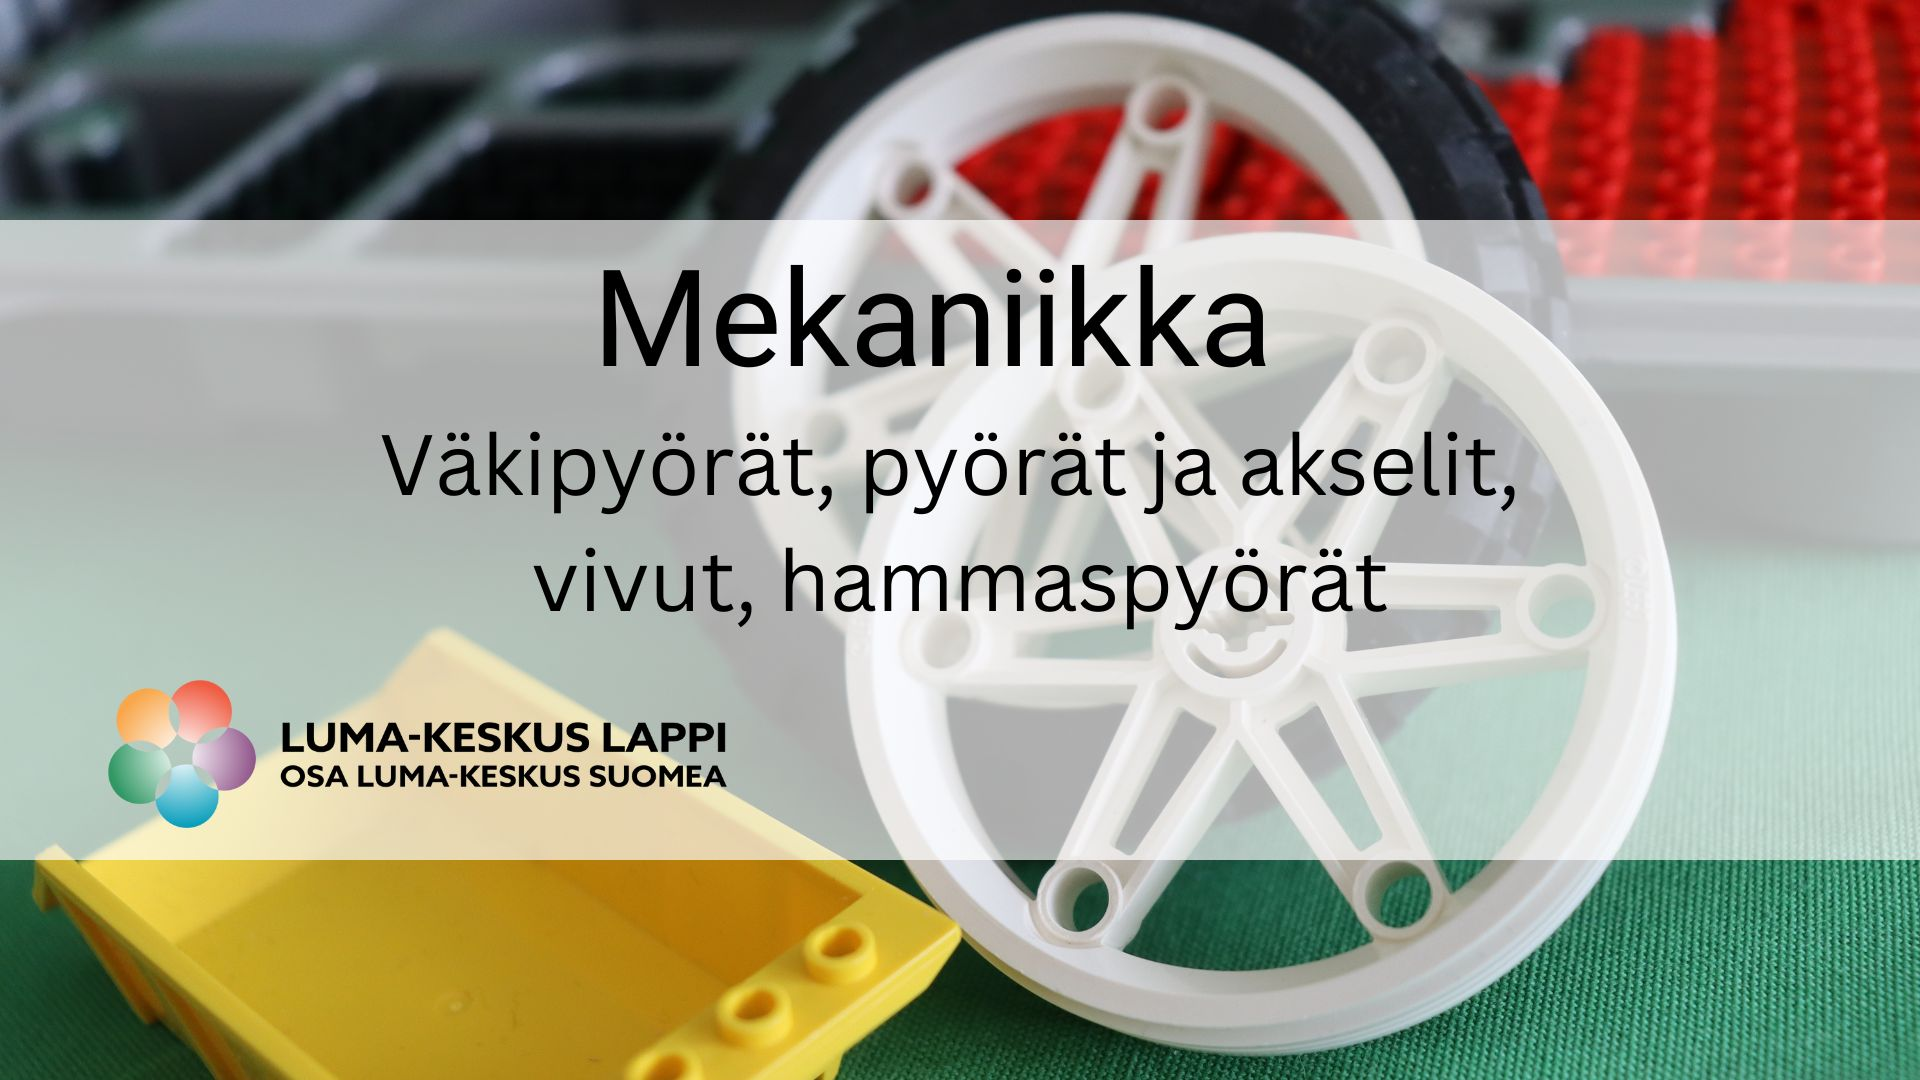 Mekaniikka
Väkipyörät, pyörät ja akselit,
vivut, hammaspyörät
LUMA-KESKUS LAPPI
OSA LUMA-KESKUS SUOMEA